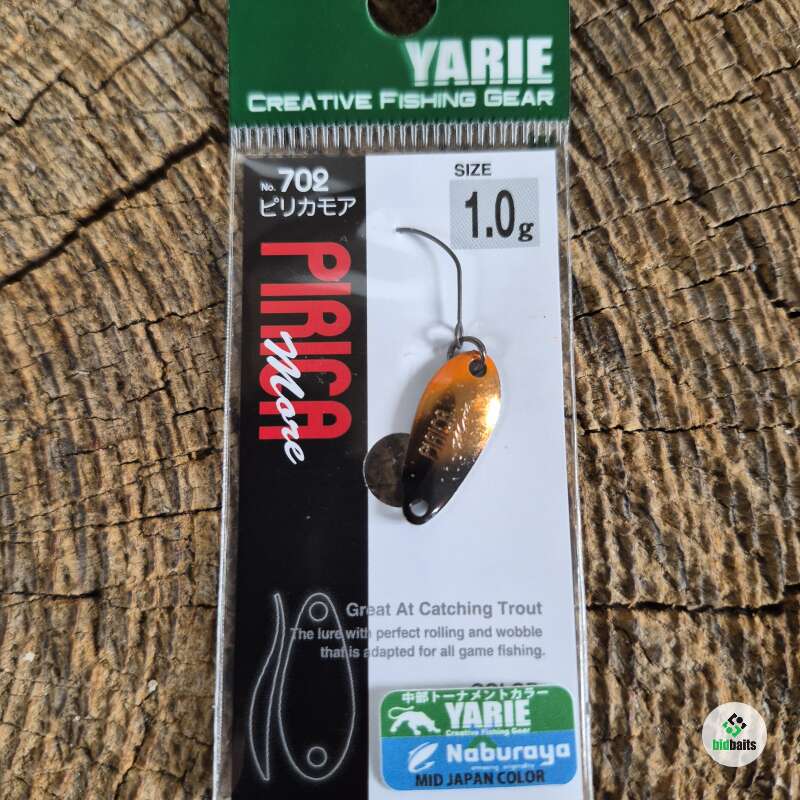 YARIE
CREATIVE FISHING GEAR
No. 702
ピリカモア
SIZE
1.0g
PIRICA
More
PIRICA
More
Great At Catching Trout
The lure with perfect rolling and wobble
that is adapted for all game fishing.
中部トーナメントカラー
YARIE
Creative Fishing Gear
Naburaya
MID JAPAN COLOR
bidbaits